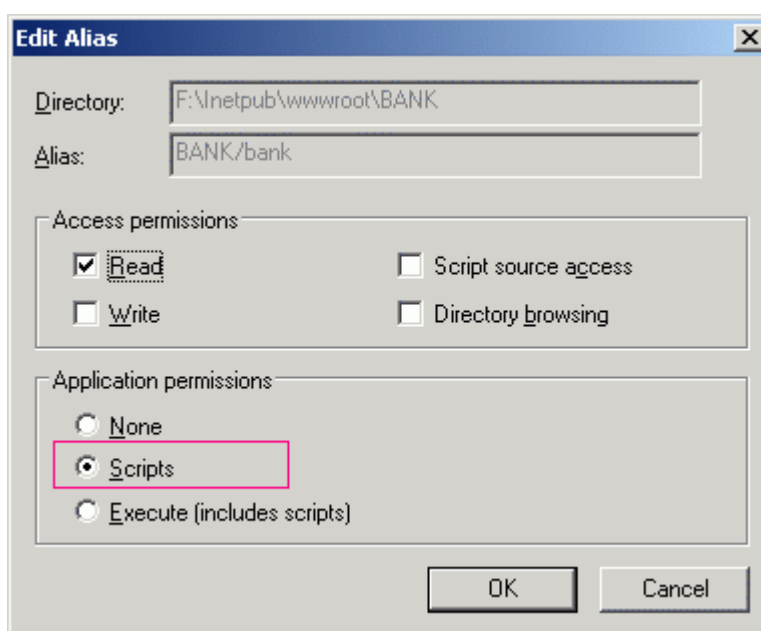 Edit Alias
Directory: F:\Inetpub\wwwroot\BANK
Alias: BANK/bank
Access permissions
Read Script source access
Write Directory browsing
Application permissions
None
Scripts
Execute (includes scripts)
OK Cancel